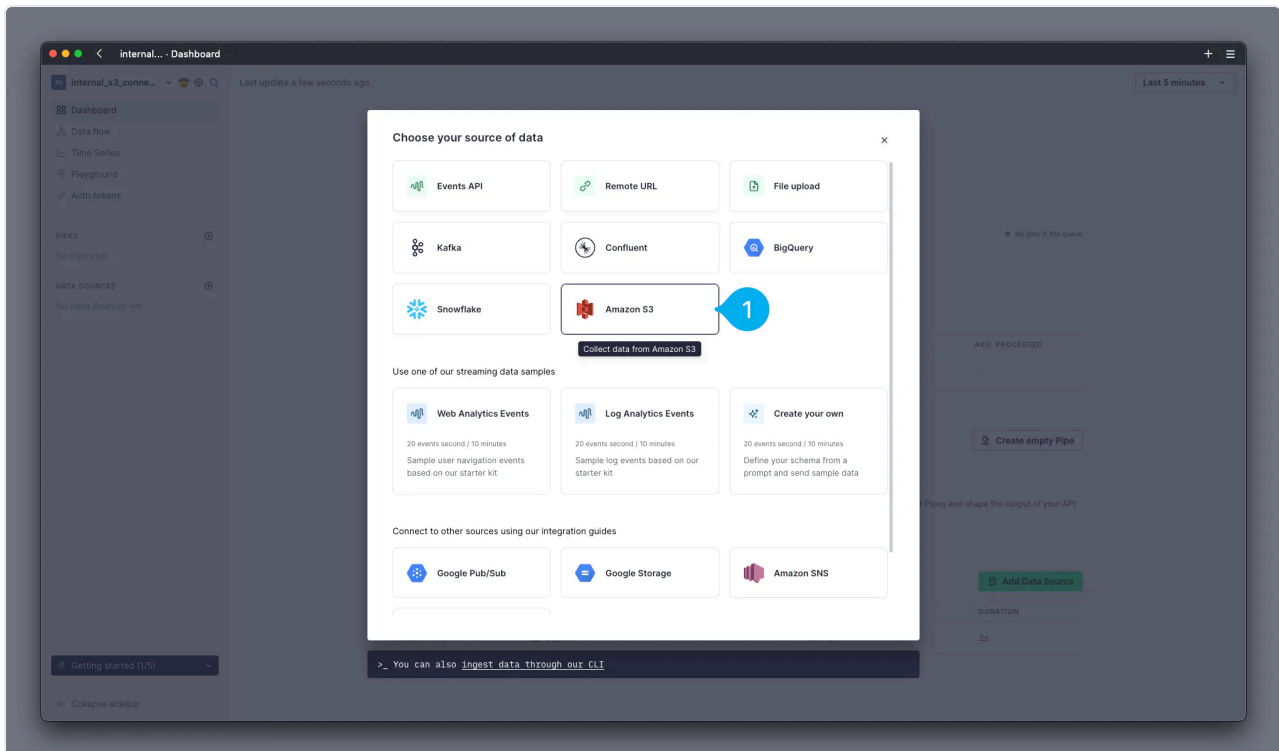 internal... · Dashboard
IN internal_s3_conne...
Last update a few seconds ago
Last 5 minutes
Dashboard
Data flow
Time Series
Playground
Auth tokens
PIPES
No Pipes yet
DATA SOURCES
No Data Sources yet
Getting started (1/5)
Collapse sidebar
Choose your source of data
Events API
Remote URL
File upload
Kafka
Confluent
BigQuery
Snowflake
Amazon S3
1
Collect data from Amazon S3
Use one of our streaming data samples
Web Analytics Events
20 events second / 10 minutes
Sample user navigation events
based on our starter kit
Log Analytics Events
20 events second / 10 minutes
Sample log events based on our
starter kit
Create your own
20 events second / 10 minutes
Define your schema from a
prompt and send sample data
Connect to other sources using our integration guides
Google Pub/Sub
Google Storage
Amazon SNS
>_ You can also ingest data through our CLI
No jobs in the queue
AVG. PROCESSED
Create empty Pipe
Pipes and shape the output of your API.
Add Data Source
DURATION
2s